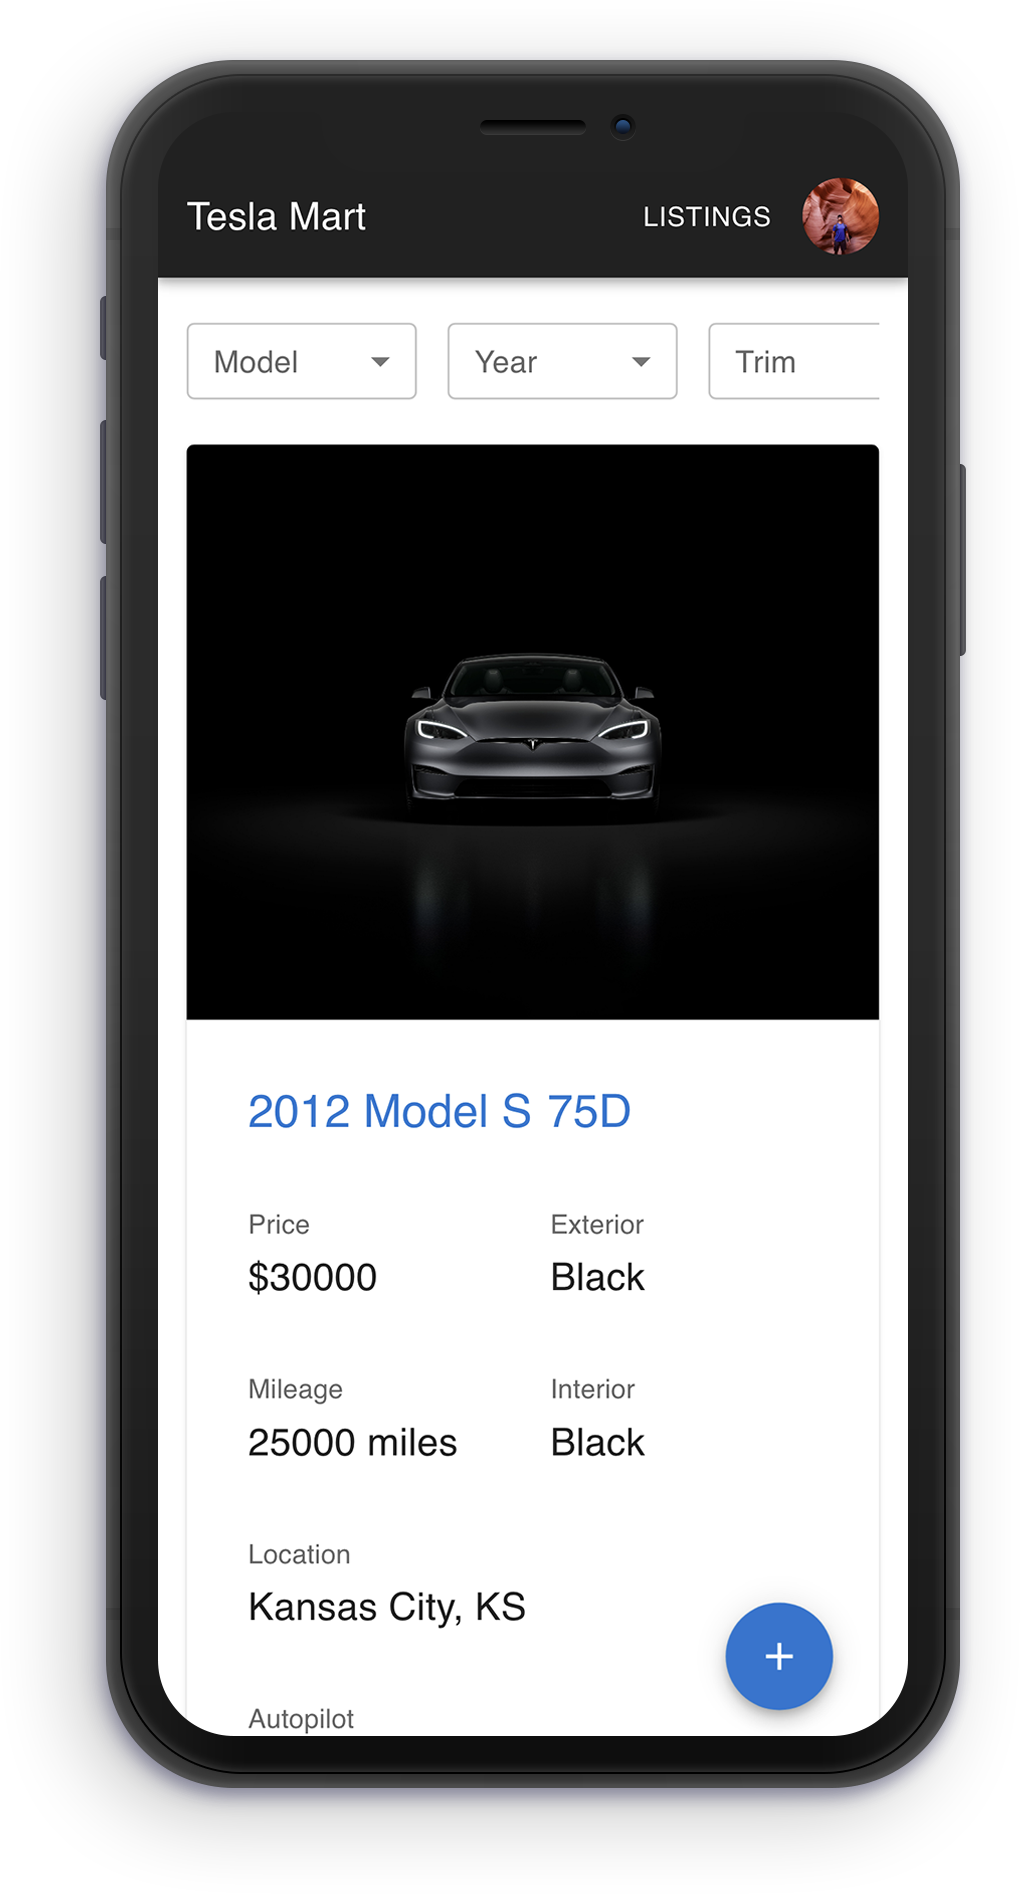 Tesla Mart
LISTINGS
Model
Year
Trim
2012 Model S 75D
Price
Exterior
$30000
Black
Mileage
Interior
25000 miles
Black
Location
Kansas City, KS
Autopilot